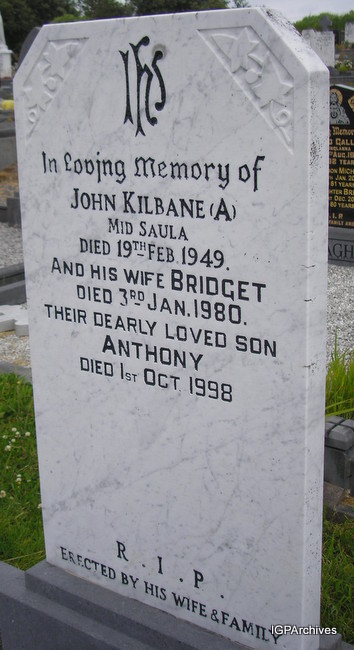 IHS
In Loving Memory of
JOHN KILBANE (A)
MID SAULA
DIED 19TH FEB. 1949.
AND HIS WIFE BRIDGET
DIED 3RD JAN. 1980.
THEIR DEARLY LOVED SON
ANTHONY
DIED 1ST OCT. 1998
R. I. P.
ERECTED BY HIS WIFE & FAMILY
IGPArchives